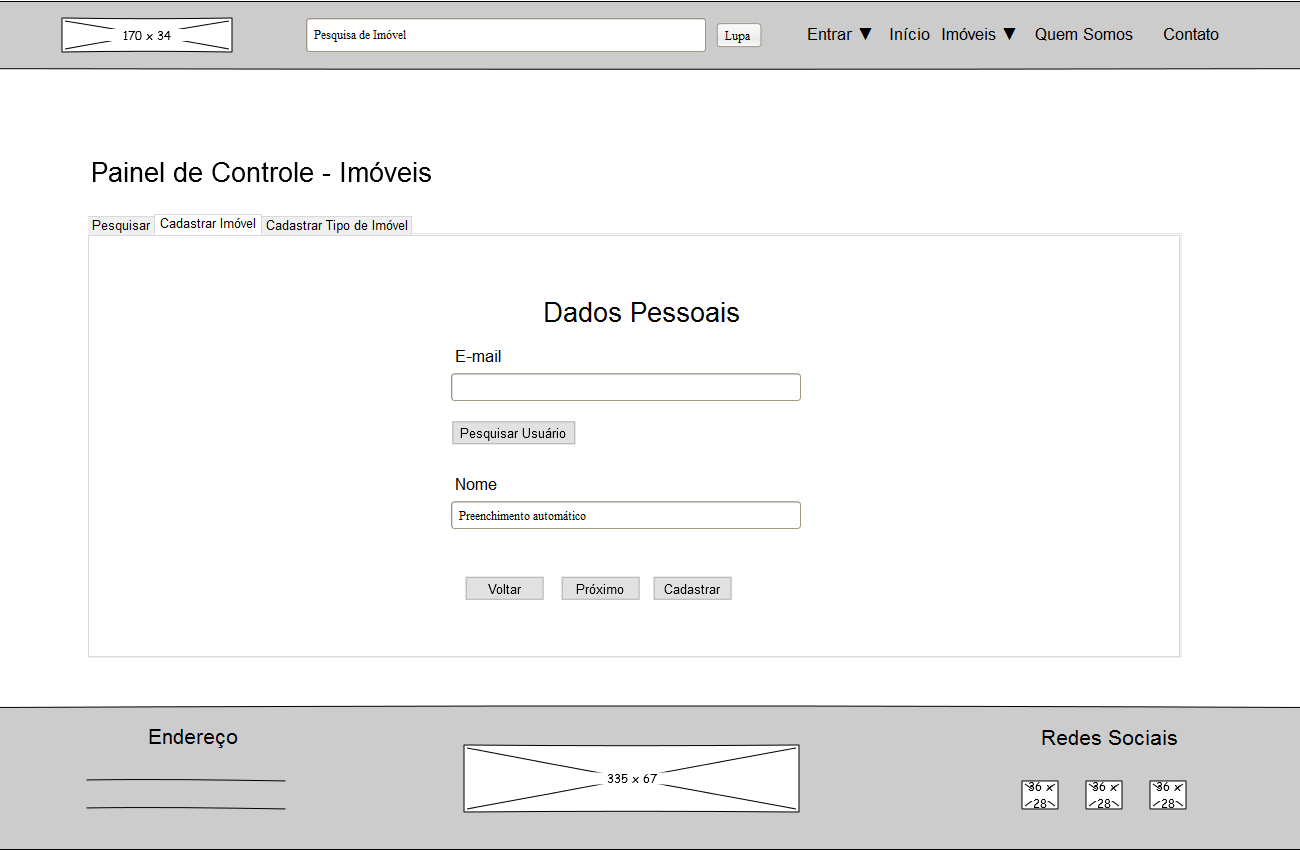 170 x 34
Pesquisa de Imóvel
Lupa
Entrar ▼ Início Imóveis ▼ Quem Somos Contato
Painel de Controle - Imóveis
Pesquisar Cadastrar Imóvel Cadastrar Tipo de Imóvel
Dados Pessoais
E-mail
Pesquisar Usuário
Nome
Preenchimento automático
Voltar Próximo Cadastrar
Endereço
335 x 67
Redes Sociais
36 x 28
36 x 28
36 x 28